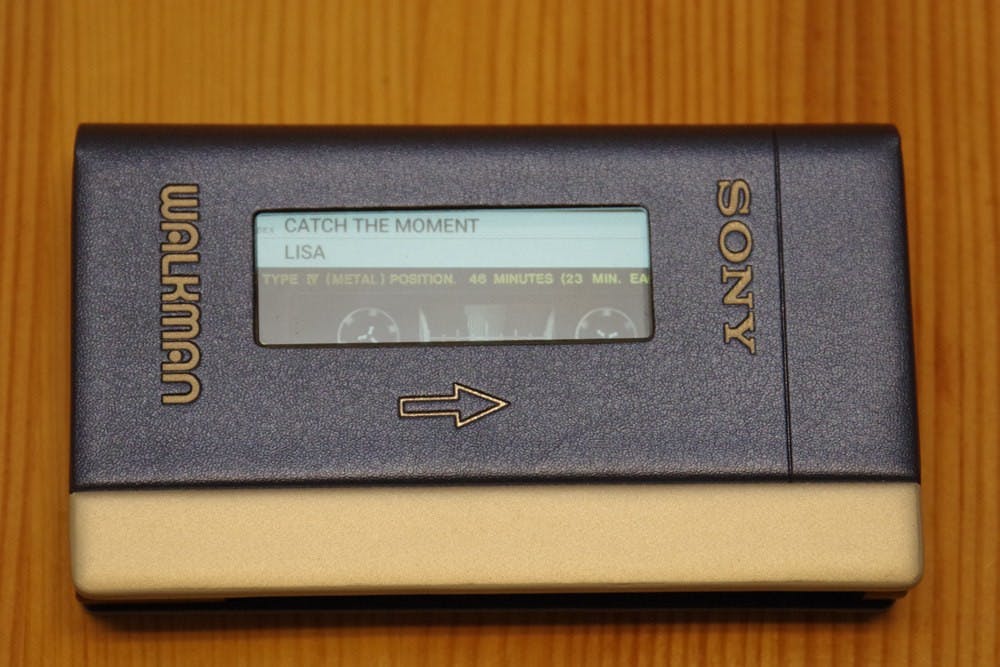 WALKMAN
CATCH THE MOMENT
LISA
TYPE IV (METAL) POSITION. 46 MINUTES (23 MIN. EA
SONY